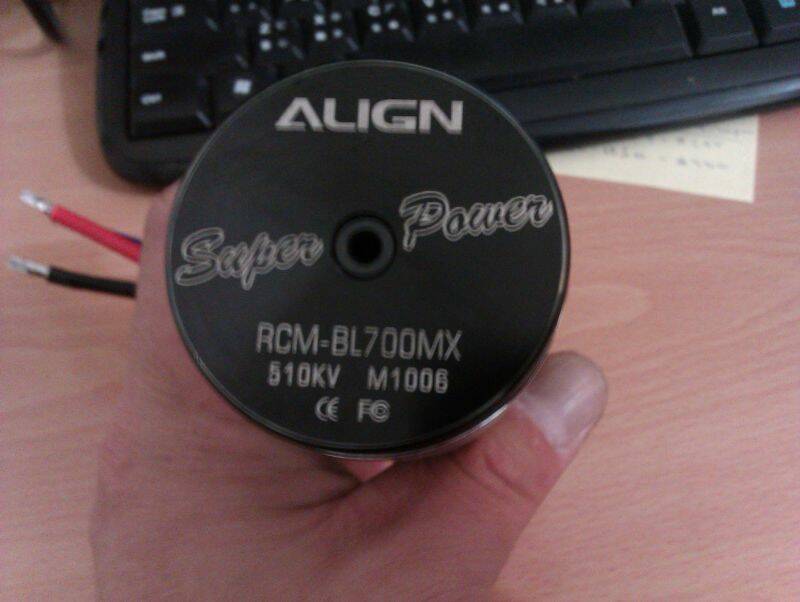 ALIGN
Super Power
RCM-BL700MX
510KV M1006
CE FC